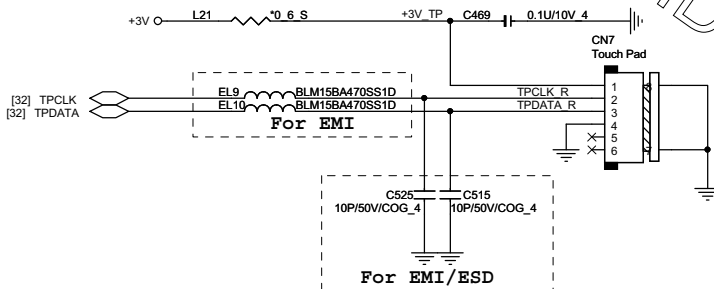 +3V L21 *0_6_S +3V_TP C469 0.1U/10V_4
CN7
Touch Pad
[32] TPCLK EL9 BLM15BA470SS1D TPCLK_R
[32] TPDATA EL10 BLM15BA470SS1D TPDATA_R
For EMI
1
2
3
4
5
6
C525 C515
10P/50V/COG_4 10P/50V/COG_4
For EMI/ESD